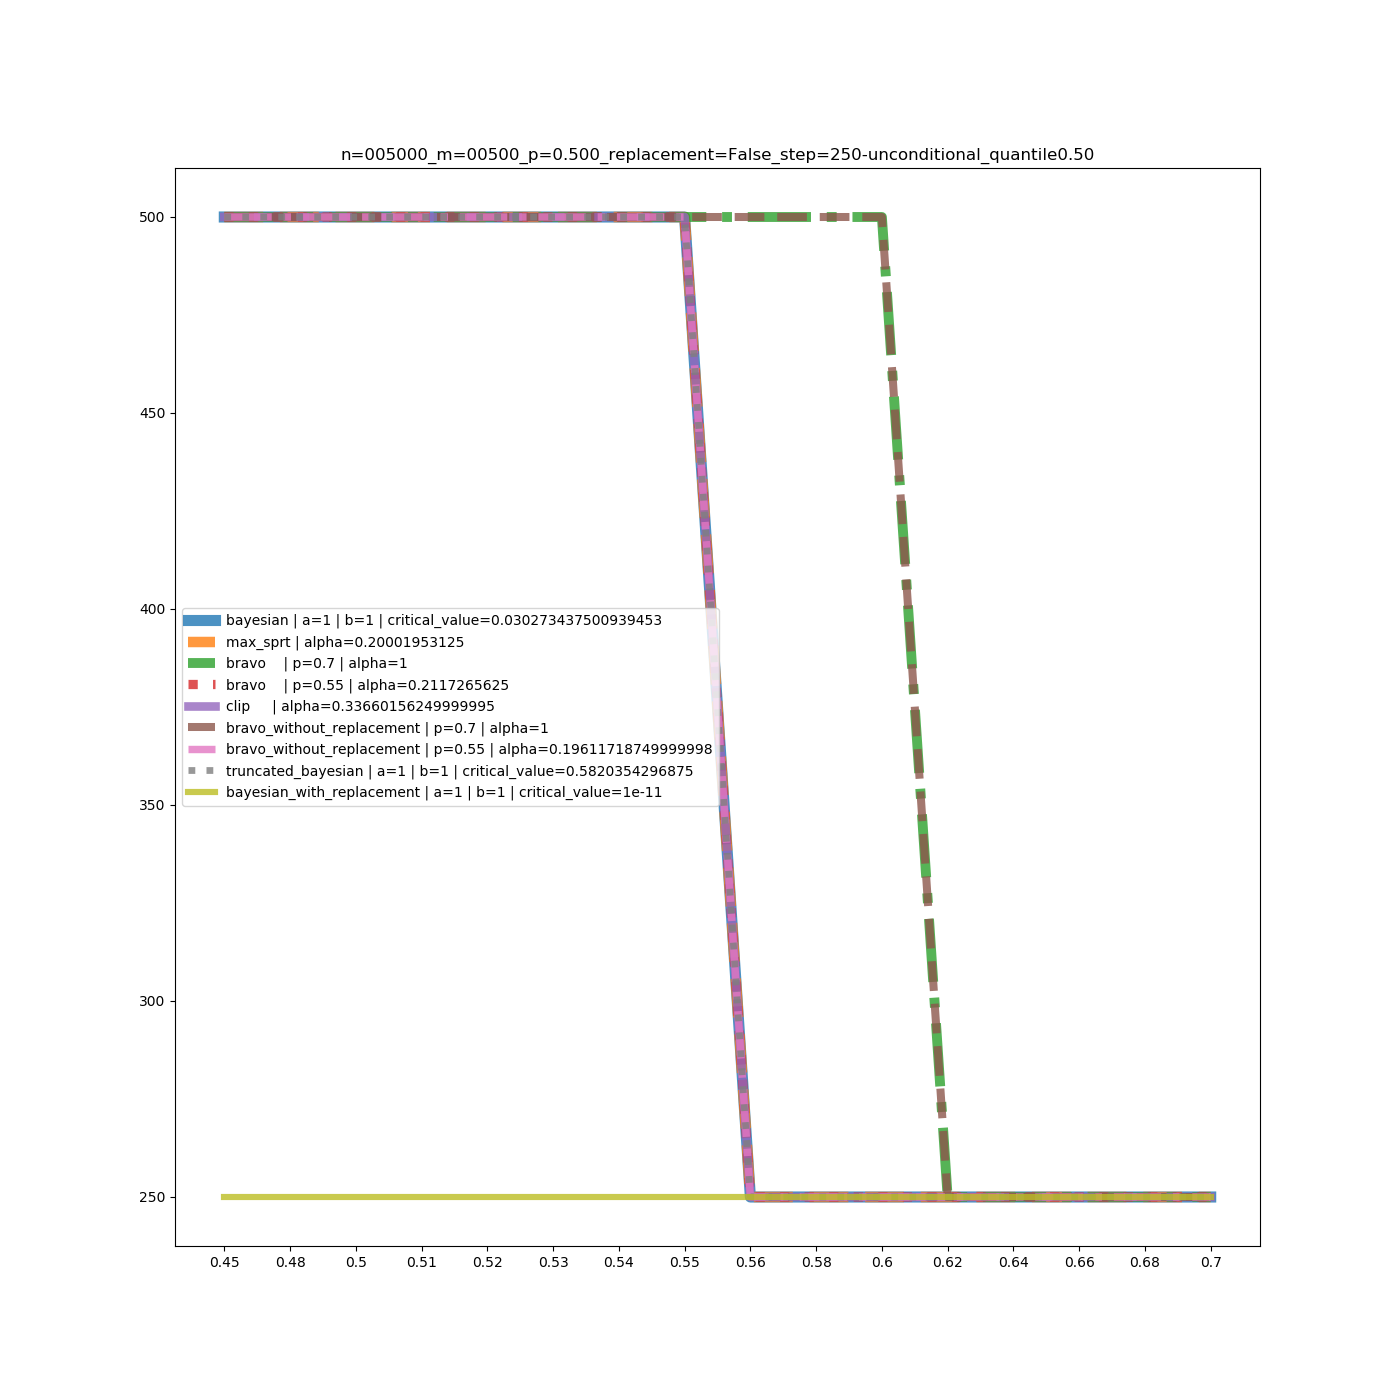 n=005000_m=00500_p=0.500_replacement=False_step=250-unconditional_quantile0.50
500
450
400
350
300
250
bayesian | a=1 | b=1 | critical_value=0.030273437500939453
max_sprt | alpha=0.20001953125
bravo    | p=0.7 | alpha=1
bravo    | p=0.55 | alpha=0.2117265625
clip     | alpha=0.33660156249999995
bravo_without_replacement | p=0.7 | alpha=1
bravo_without_replacement | p=0.55 | alpha=0.19611718749999998
truncated_bayesian | a=1 | b=1 | critical_value=0.5820354296875
bayesian_with_replacement | a=1 | b=1 | critical_value=1e-11
0.45 0.48 0.5 0.51 0.52 0.53 0.54 0.55 0.56 0.58 0.6 0.62 0.64 0.66 0.68 0.7